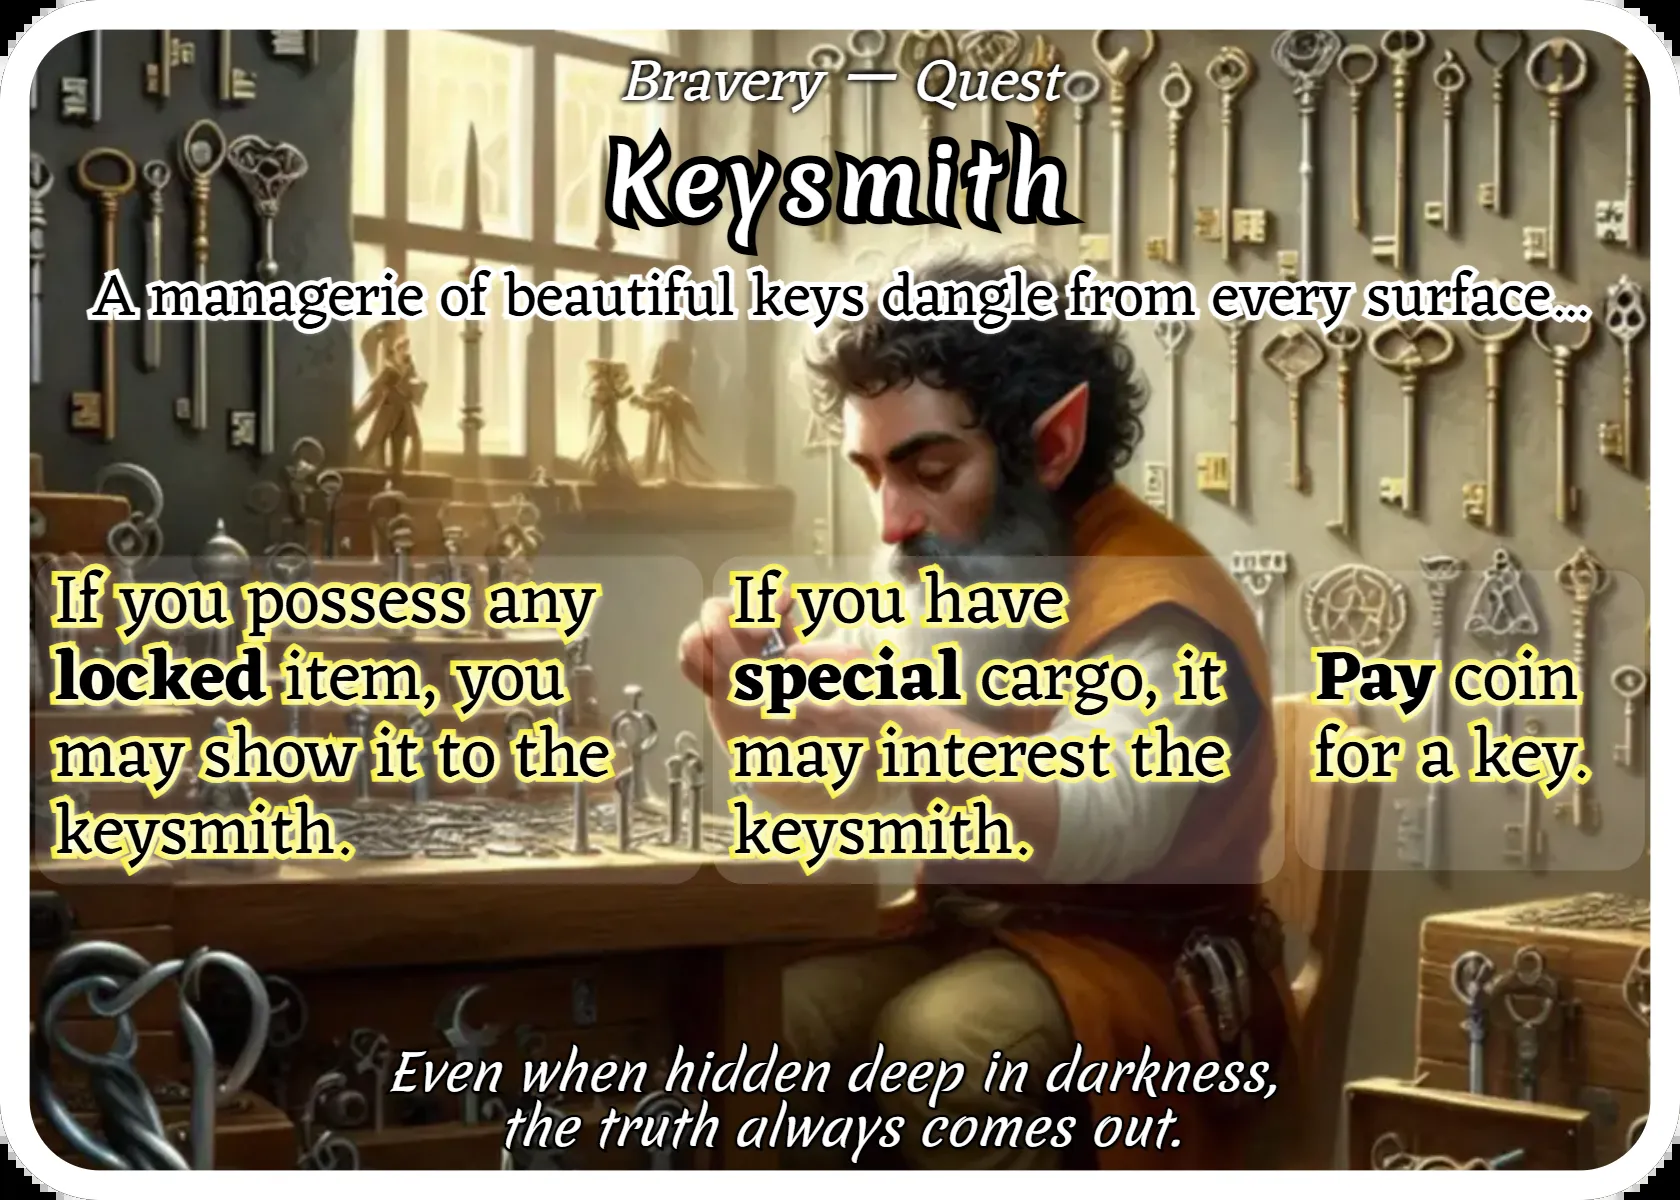 Bravery — Quest
Keysmith
A managerie of beautiful keys dangle from every surface...
If you possess any
locked item, you
may show it to the
keysmith.
If you have
special cargo, it
may interest the
keysmith.
Pay coin
for a key.
Even when hidden deep in darkness,
the truth always comes out.